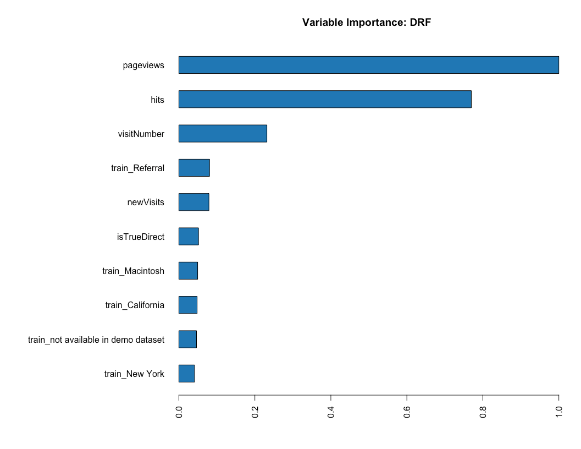 Variable Importance: DRF
pageviews
hits
visitNumber
train_Referral
newVisits
isTrueDirect
train_Macintosh
train_California
train_not available in demo dataset
train_New York
0.0
0.2
0.4
0.6
0.8
1.0